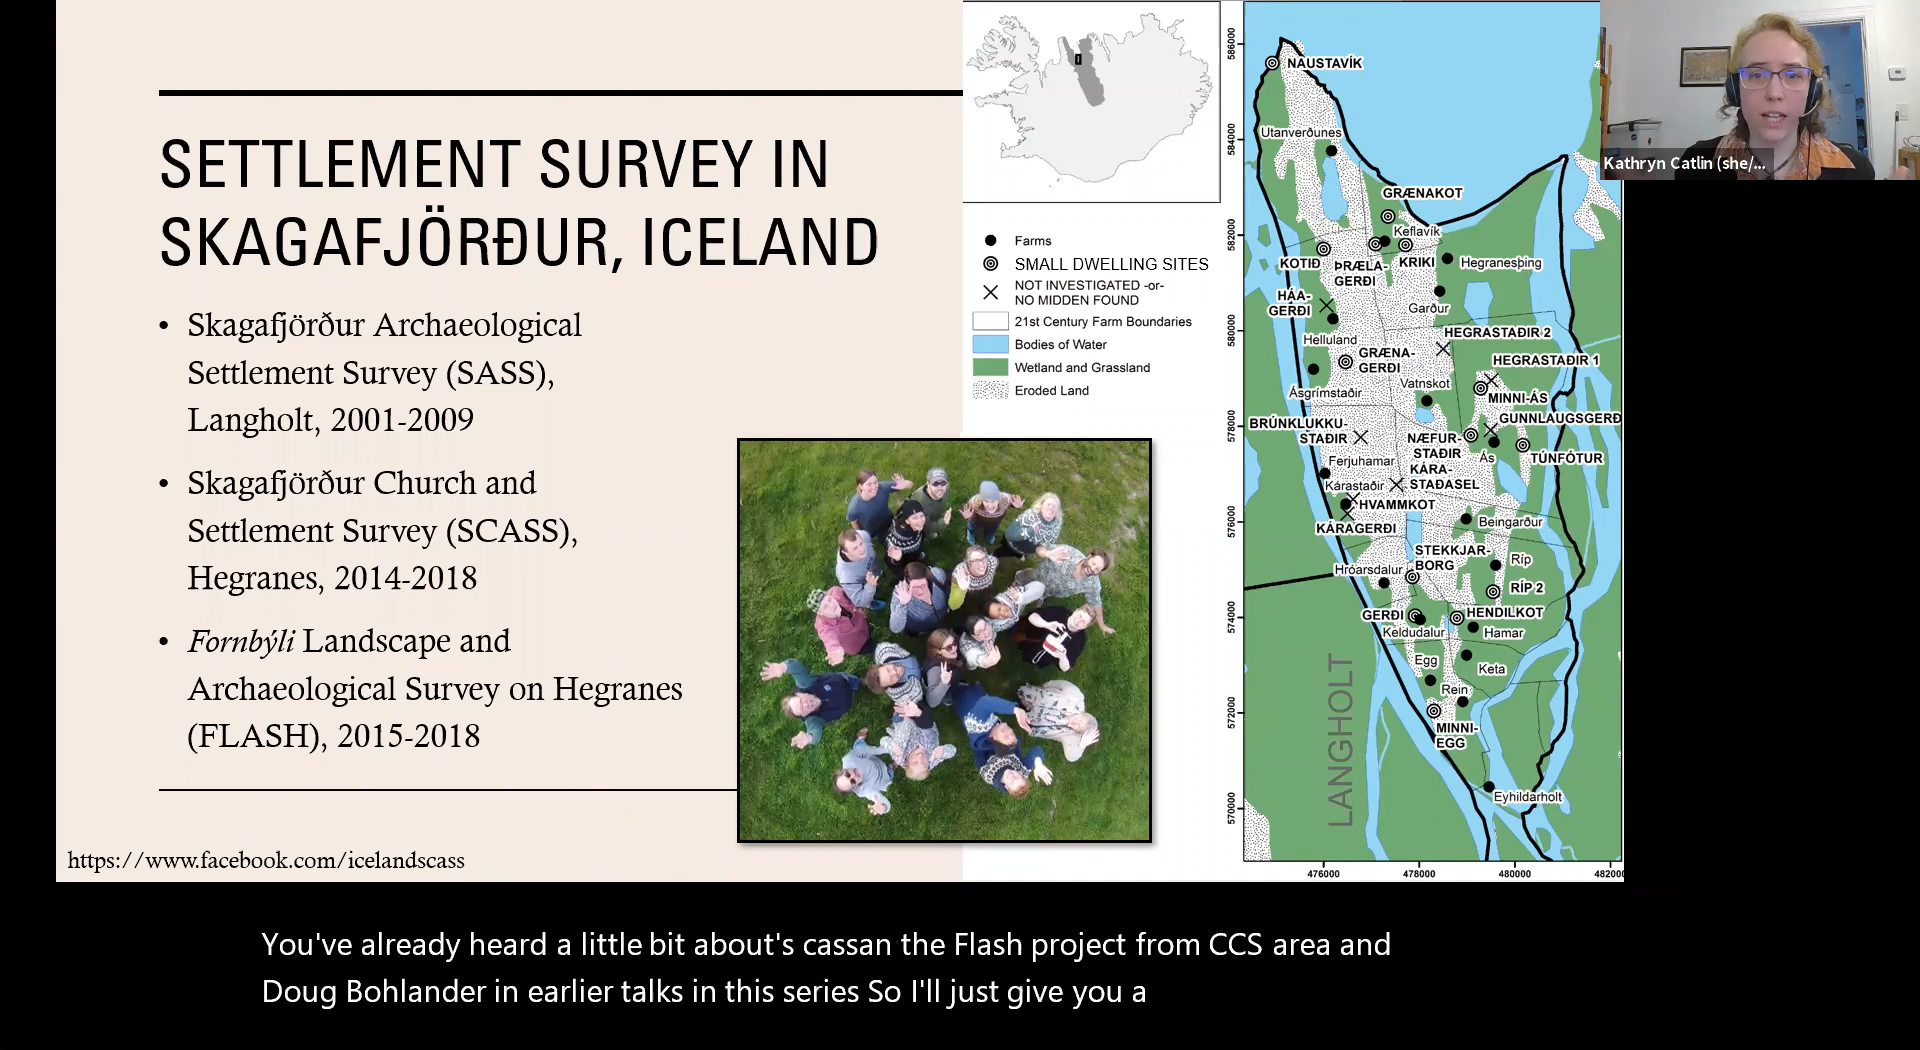 SETTLEMENT SURVEY IN
SKAGAFJÖRÐUR, ICELAND
• Skagafjörður Archaeological
Settlement Survey (SASS),
Langholt, 2001-2009
• Skagafjörður Church and
Settlement Survey (SCASS),
Hegranes, 2014-2018
• Fornbýli Landscape and
Archaeological Survey on Hegranes
(FLASH), 2015-2018
https://www.facebook.com/icelandscass
Farms
SMALL DWELLING SITES
NOT INVESTIGATED -or-
NO MIDDEN FOUND
21st Century Farm Boundaries
Bodies of Water
Wetland and Grassland
Eroded Land
586000
584000
582000
580000
578000
576000
574000
572000
570000
476000
478000
480000
482000
NAUSTAVÍK
Utanverðunes
GRÆNAKOT
Keflavík
KOTIÐ
ÞRÆLA-
GERÐI
KRIKI
Hegranesþing
HÁA-
GERÐI
Garður
HEGRASTAÐIR 2
Helluland
GRÆNA-
GERÐI
HEGRASTAÐIR 1
Ásgrímstaðir
Vatnskot
MINNI-ÁS
GUNNLAUGSGERÐ
BRÚNKLUKKU-
STAÐIR
NÆFUR-
STAÐIR
Ás
TÚNFÓTUR
Ferjuhamar
KÁRA-
STAÐASEL
Kárastaðir
HVAMMKOT
KÁRAGERÐI
Beingarður
STEKKJAR-
BORG
Hróarsdalur
Ríp
RÍP 2
GERÐI
HENDILKOT
Keldudalur
Hamar
Egg
Keta
Rein
MINNI-
EGG
Eyhildarholt
LANGHOLT
Kathryn Catlin (she/...
You've already heard a little bit about's cassan the Flash project from CCS area and
Doug Bohlander in earlier talks in this series So I'll just give you a